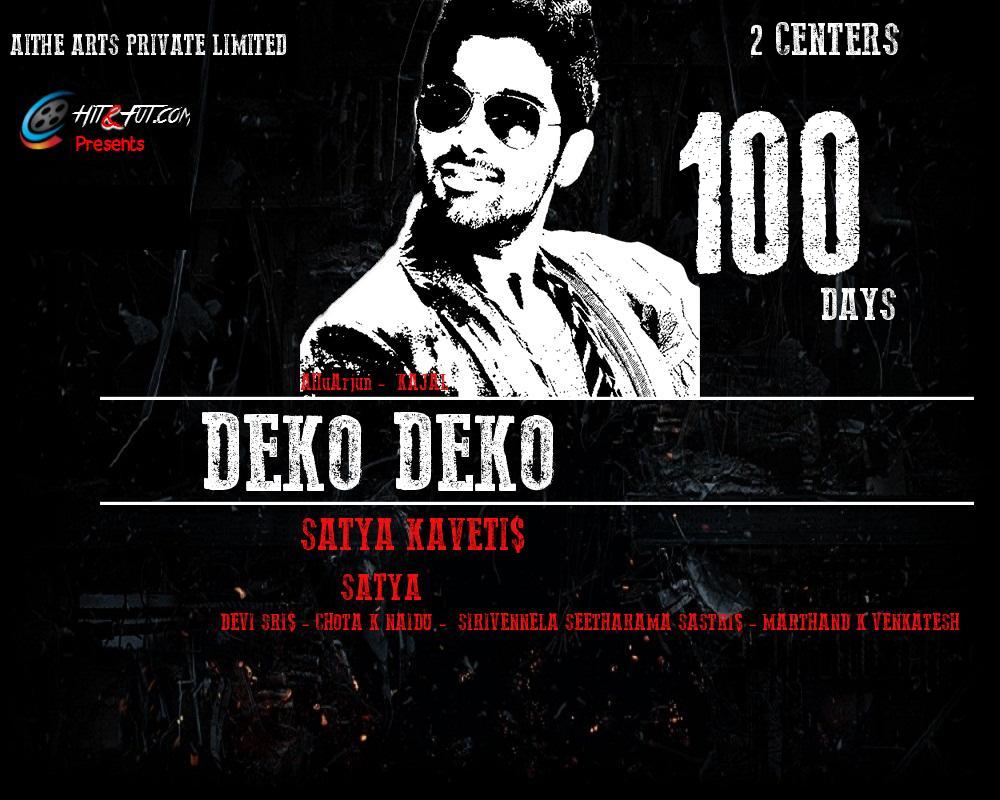 AITHE ARTS PRIVATE LIMITED
2 CENTERS
HIT&FUT.COM
Presents
100
DAYS
AlluArjun - KAJAL
DEKO DEKO
SATYA KAVETI$
SATYA
DEVI SRI$ - CHOTA K NAIDU.- SIRIVENNELA SEETHARAMA SASTRI$ - MARTHAND K VENKATESH